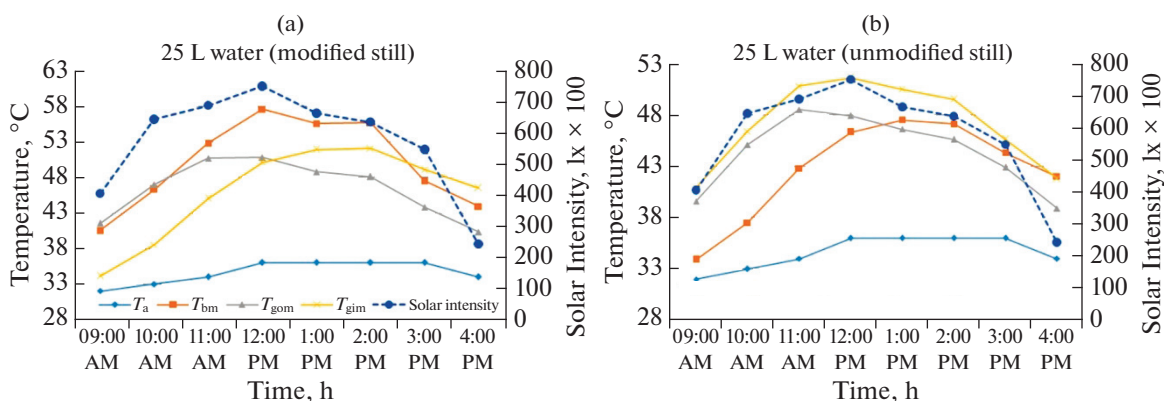 (a)
25 L water (modified still)
63
58
53
48
43
38
33
28
Temperature, °C
800
700
600
500
400
300
200
100
0
Solar Intensity, lx × 100
T_a T_bm T_gom T_gim Solar intensity
09:00 AM
10:00 AM
11:00 AM
12:00 PM
1:00 PM
2:00 PM
3:00 PM
4:00 PM
Time, h
(b)
25 L water (unmodified still)
53
48
43
38
33
28
Temperature, °C
800
700
600
500
400
300
200
100
0
Solar Intensity, lx × 100
09:00 AM
10:00 AM
11:00 AM
12:00 PM
1:00 PM
2:00 PM
3:00 PM
4:00 PM
Time, h